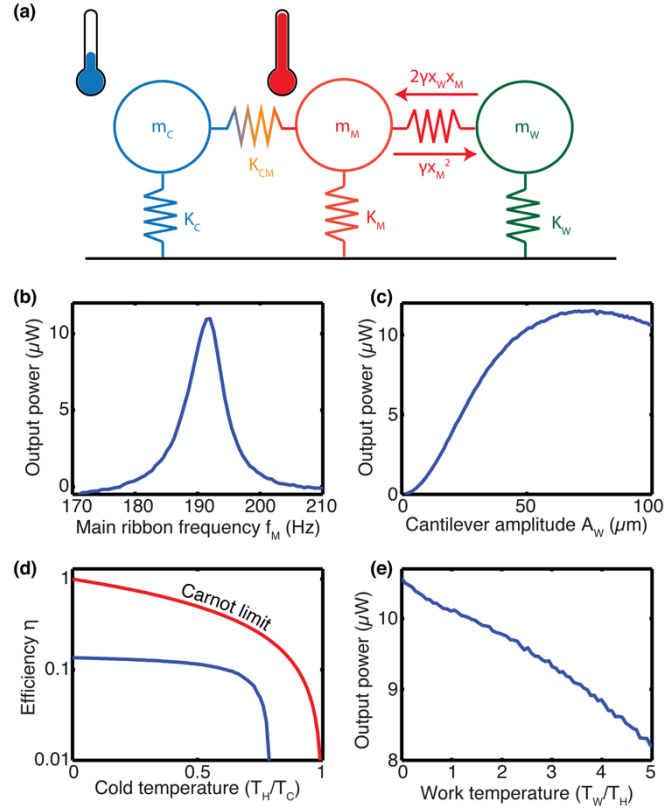 (a)
2γx_W x_M
m_C
m_M
m_W
K_CM
γx_M²
K_C
K_M
K_W
(b)
(c)
Output power (µW)
10
5
0
170 180 190 200 210
Main ribbon frequency f_M (Hz)
Output power (µW)
10
5
0
0 50 100
Cantilever amplitude A_W (µm)
(d)
(e)
Efficiency η
1
0.1
0.01
Carnot limit
0 0.5 1
Cold temperature (T_H/T_C)
Output power (µW)
10
9
8
0 1 2 3 4 5
Work temperature (T_W/T_H)